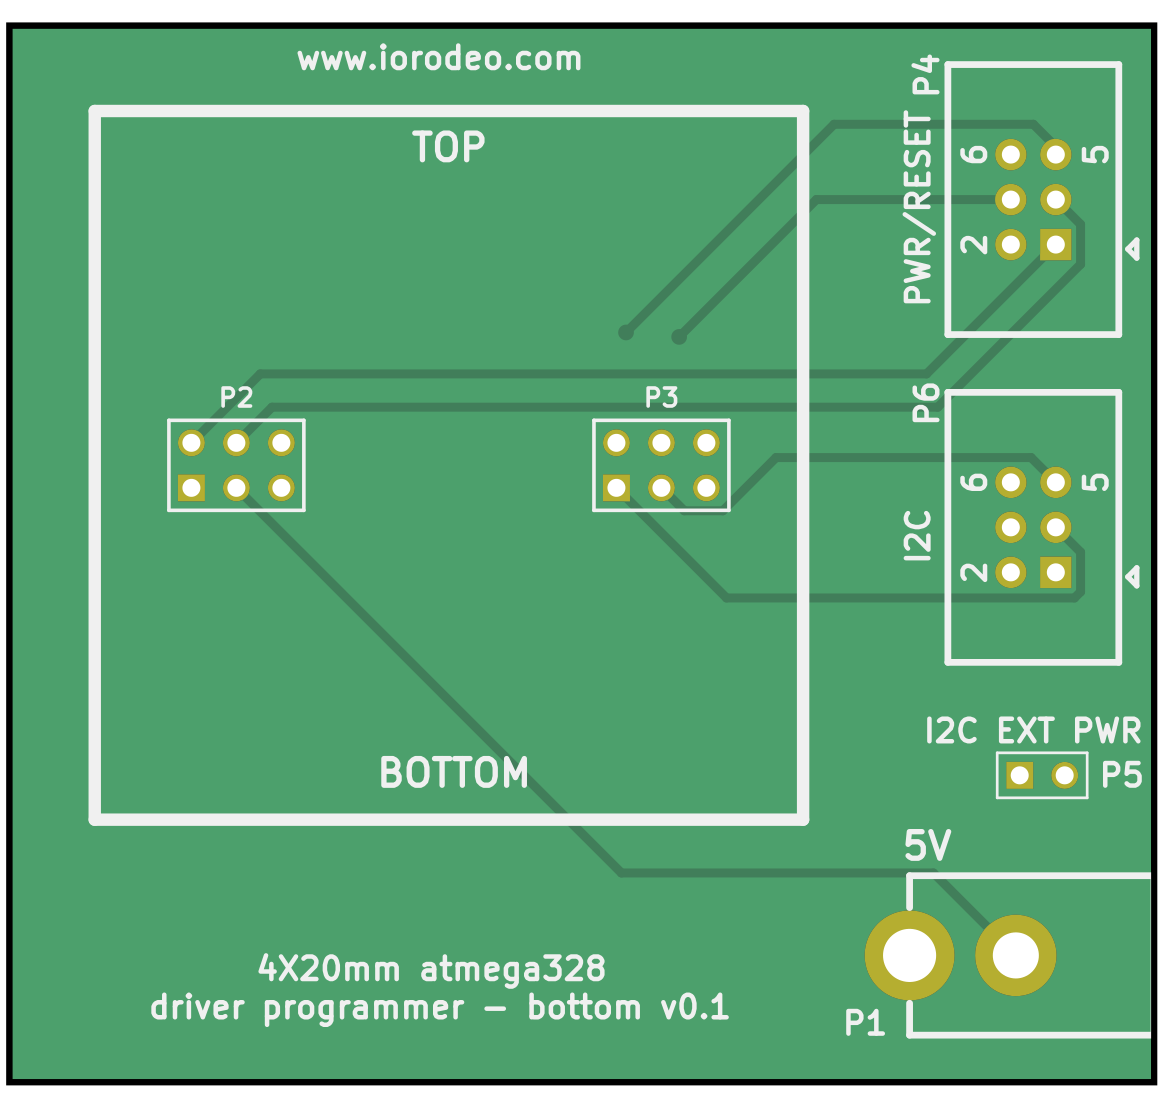 www.iorodeo.com
TOP
PWR/RESET P4
6
5
2
P2
P3
P6
I2C
6
5
2
BOTTOM
I2C EXT PWR
P5
5V
4X20mm atmega328
driver programmer - bottom v0.1
P1